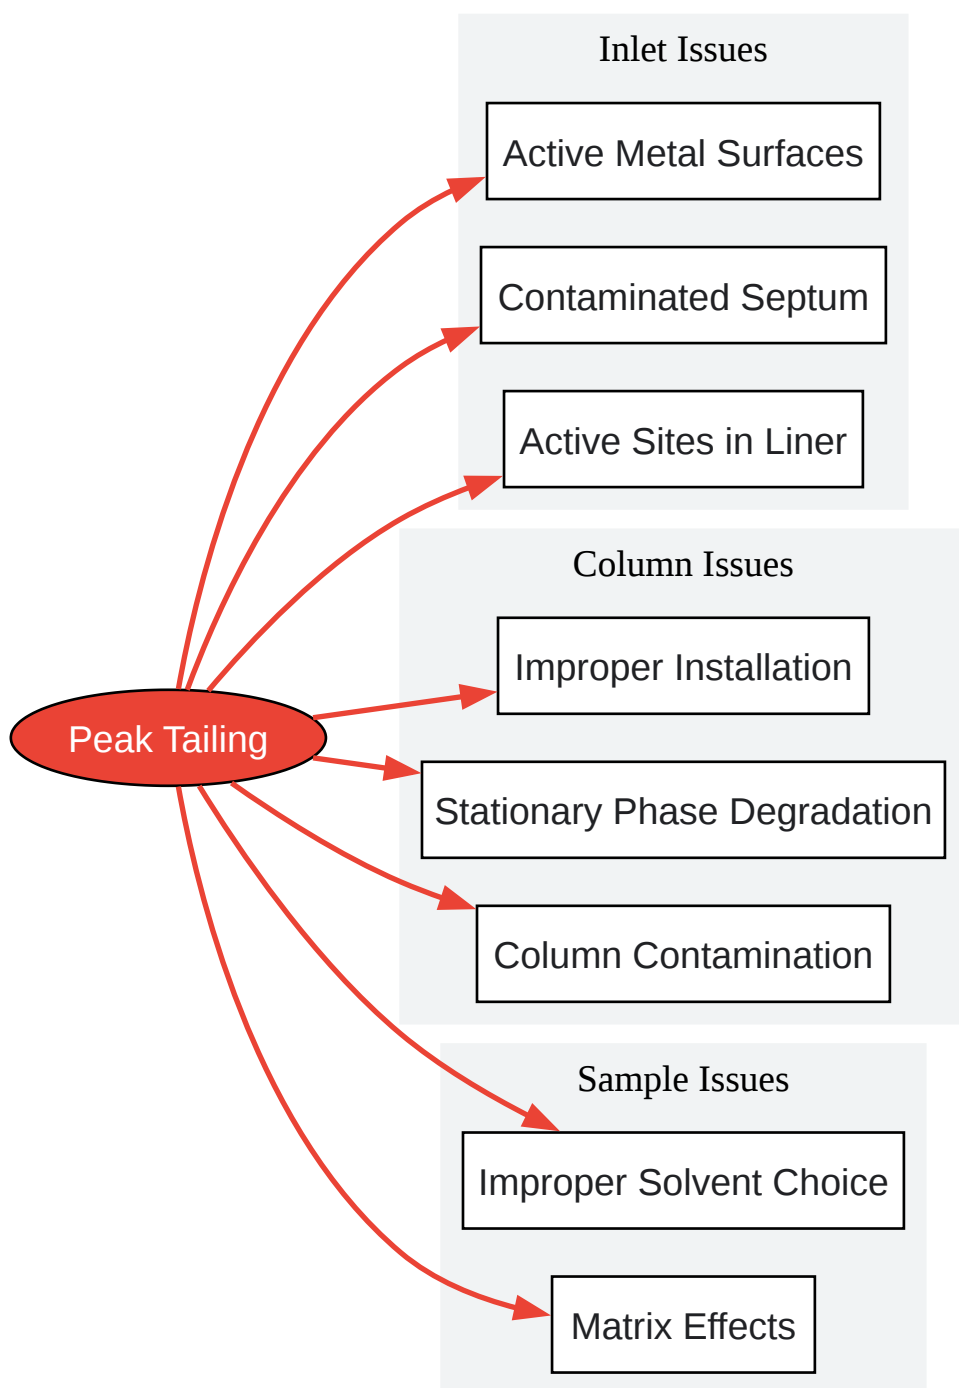 Inlet Issues
Active Metal Surfaces
Contaminated Septum
Active Sites in Liner
Column Issues
Improper Installation
Peak Tailing
Stationary Phase Degradation
Column Contamination
Sample Issues
Improper Solvent Choice
Matrix Effects